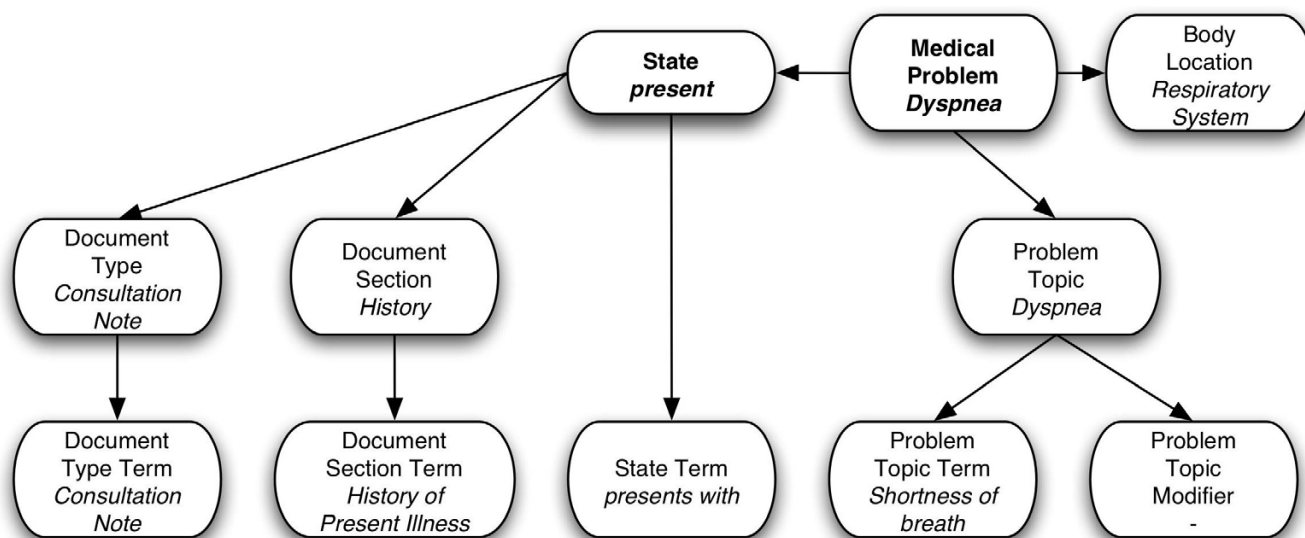 State
present
Medical
Problem
Dyspnea
Body
Location
Respiratory
System
Document
Type
Consultation
Note
Document
Section
History
Problem
Topic
Dyspnea
Document
Type Term
Consultation
Note
Document
Section Term
History of
Present Illness
State Term
presents with
Problem
Topic Term
Shortness of
breath
Problem
Topic
Modifier
-